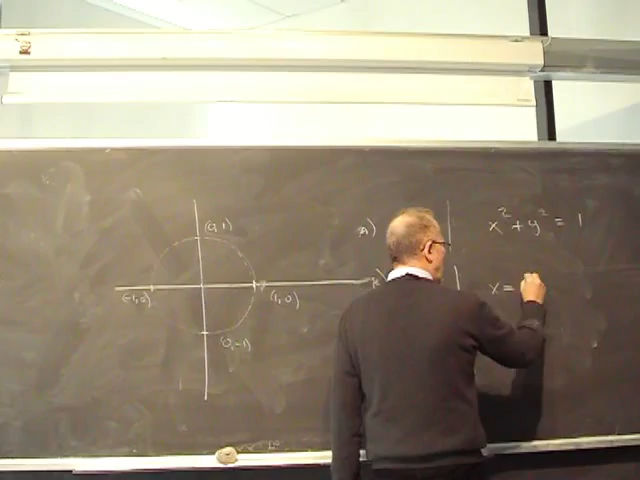 (0,1)
(-1,0)
(1,0)
(0,-1)
x² + y² = 1
x =